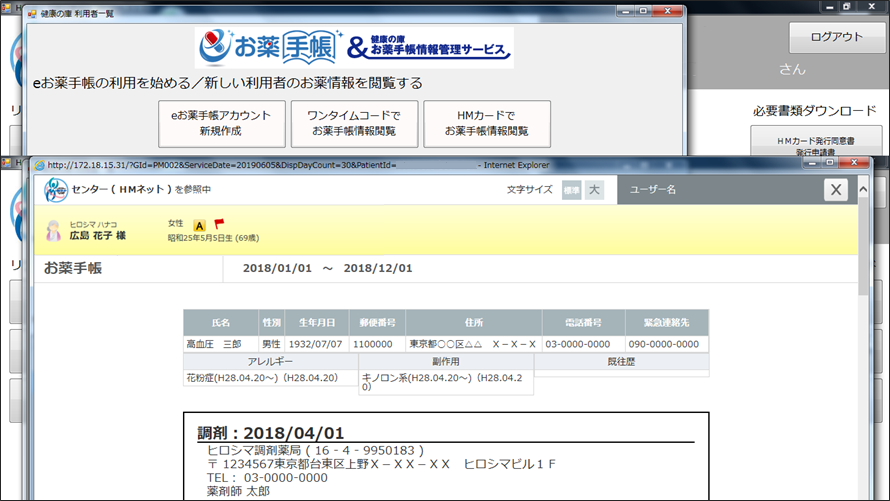 健康の庫 利用者一覧
お薬手帳
&
健康の庫
お薬手帳情報管理サービス
ログアウト
さん
eお薬手帳の利用を始める／新しい利用者のお薬情報を閲覧する
eお薬手帳アカウント
新規作成
ワンタイムコードで
お薬手帳情報閲覧
HMカードで
お薬手帳情報閲覧
必要書類ダウンロード
HMカード発行同意書
発行申請書
http://172.18.15.31/?GId=PM002&ServiceDate=20190605&DispDayCount=30&PatientId= - Internet Explorer
センター ( HMネット ) を参照中
文字サイズ 標準 大
ユーザー名
X
ヒロシマ ハナコ
広島 花子 様
女性 A
昭和25年5月5日生 (69歳)
お薬手帳
2018/01/01 ～ 2018/12/01
氏名 性別 生年月日 郵便番号 住所 電話番号 緊急連絡先
高血圧　三郎 男性 1932/07/07 1100000 東京都○○区△△　Ｘ－Ｘ－Ｘ 03-0000-0000 090-0000-0000
アレルギー 副作用 既往歴
花粉症(H28.04.20～)（H28.04.20） キノロン系(H28.04.20～)（H28.04.2
0）
調剤：2018/04/01
ヒロシマ調剤薬局 ( 16 - 4 - 9950183 )
〒 1234567東京都台東区上野Ｘ－ＸＸ－ＸＸ　ヒロシマビル１Ｆ
TEL： 03-0000-0000
薬剤師 太郎